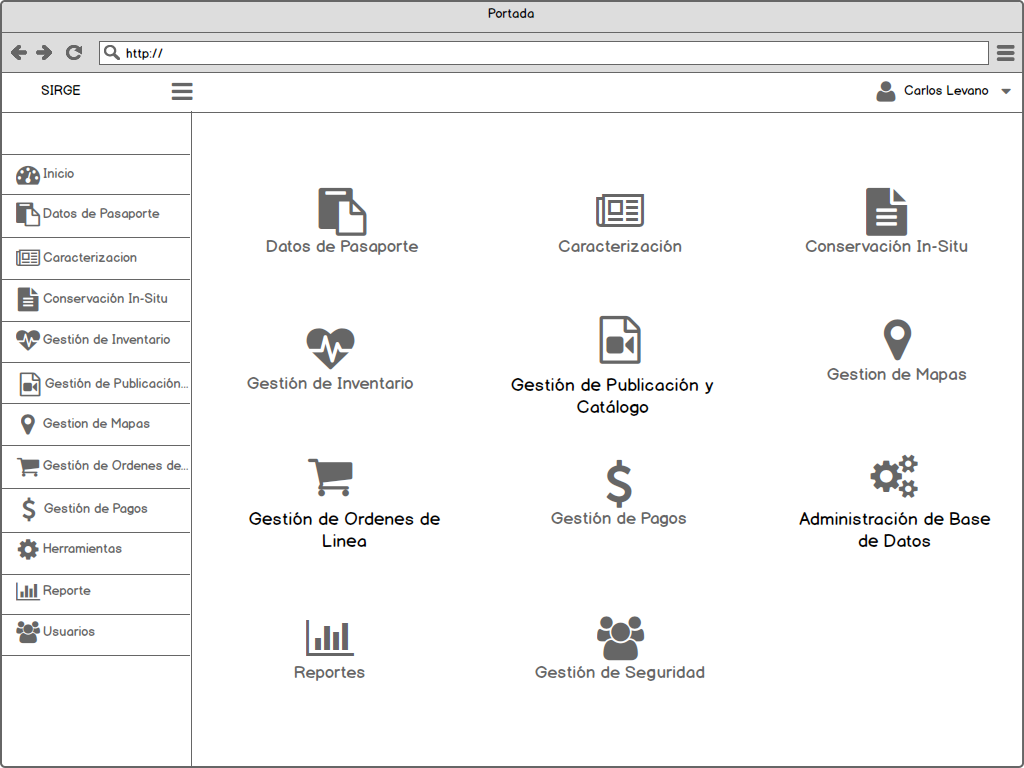 Portada
http://
SIRGE
Carlos Levano
Inicio
Datos de Pasaporte
Caracterizacion
Conservación In-Situ
Gestión de Inventario
Gestión de Publicación...
Gestion de Mapas
Gestión de Ordenes de...
Gestión de Pagos
Herramientas
Reporte
Usuarios
Datos de Pasaporte
Caracterización
Conservación In-Situ
Gestión de Inventario
Gestión de Publicación y
Catálogo
Gestion de Mapas
Gestión de Ordenes de
Linea
Gestión de Pagos
Administración de Base
de Datos
Reportes
Gestión de Seguridad